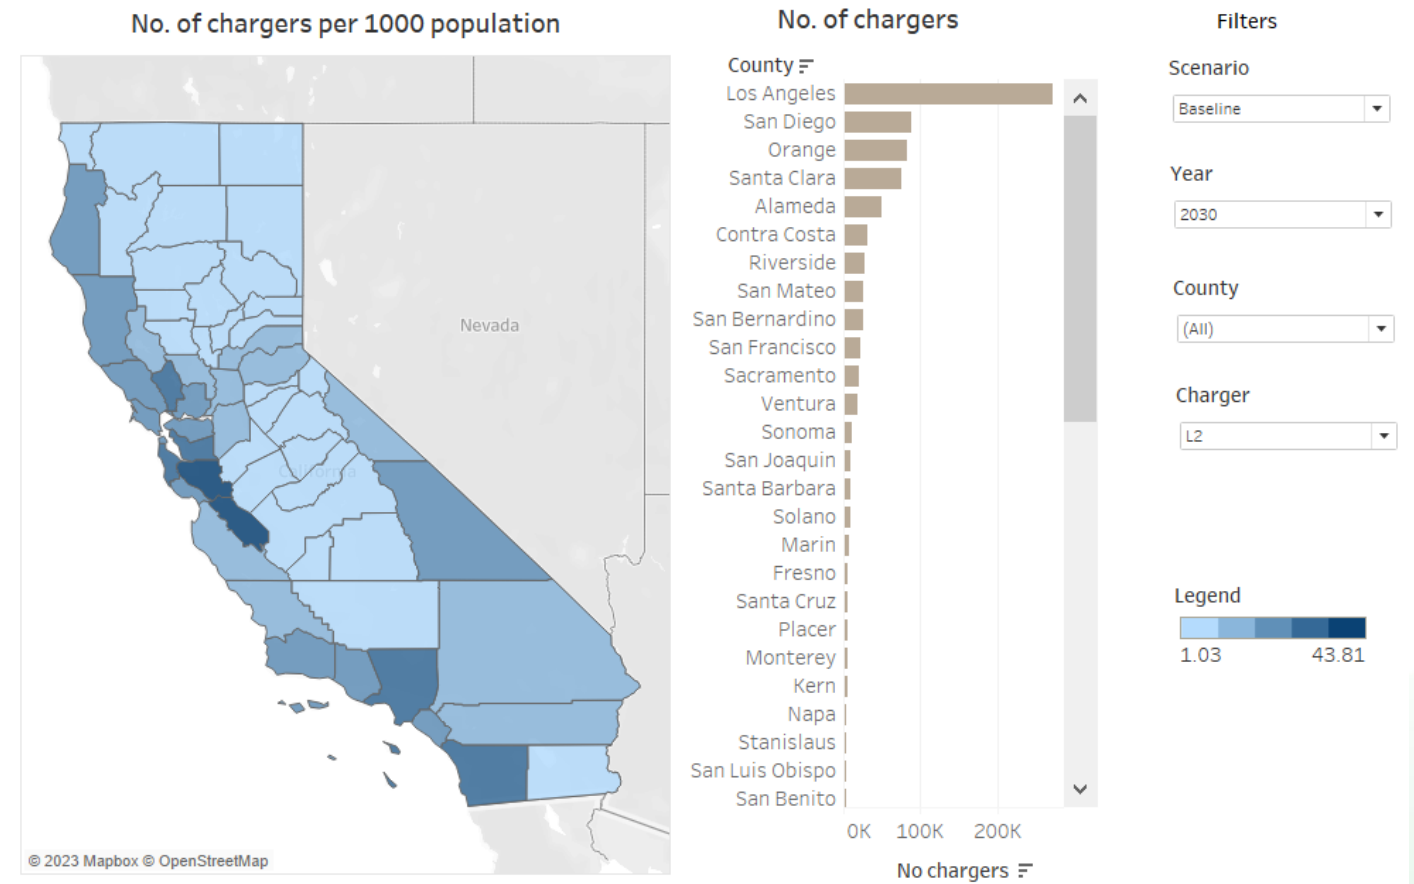 No. of chargers per 1000 population
Nevada
California
© 2023 Mapbox © OpenStreetMap
No. of chargers
County
Los Angeles
San Diego
Orange
Santa Clara
Alameda
Contra Costa
Riverside
San Mateo
San Bernardino
San Francisco
Sacramento
Ventura
Sonoma
San Joaquin
Santa Barbara
Solano
Marin
Fresno
Santa Cruz
Placer
Monterey
Kern
Napa
Stanislaus
San Luis Obispo
San Benito
0K 100K 200K
No chargers
Filters
Scenario
Baseline
Year
2030
County
(All)
Charger
L2
Legend
1.03 43.81